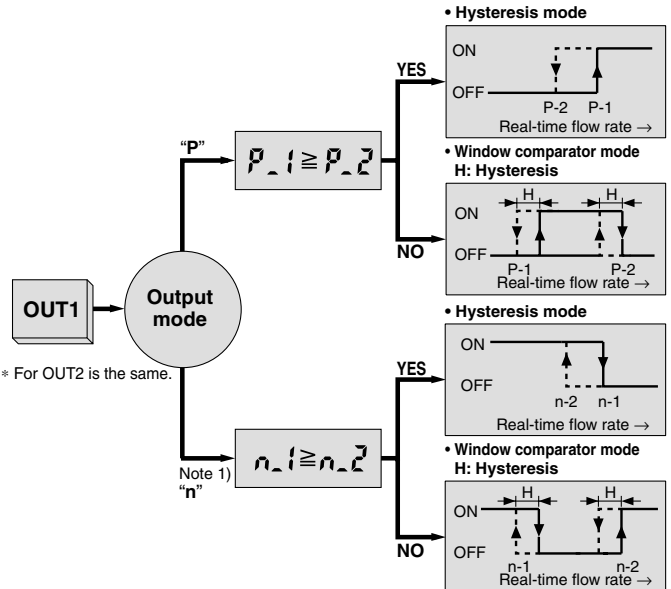 • Hysteresis mode
ON
OFF
P-2 P-1
Real-time flow rate →
YES
"P"
P_1 ≧ P_2
• Window comparator mode
H: Hysteresis
H H
ON
OFF
P-1 P-2
Real-time flow rate →
NO
OUT1
Output
mode
* For OUT2 is the same.
• Hysteresis mode
ON
OFF
n-2 n-1
Real-time flow rate →
YES
Note 1)
"n"
n_1≧n_2
• Window comparator mode
H: Hysteresis
H H
ON
OFF
n-1 n-2
Real-time flow rate →
NO